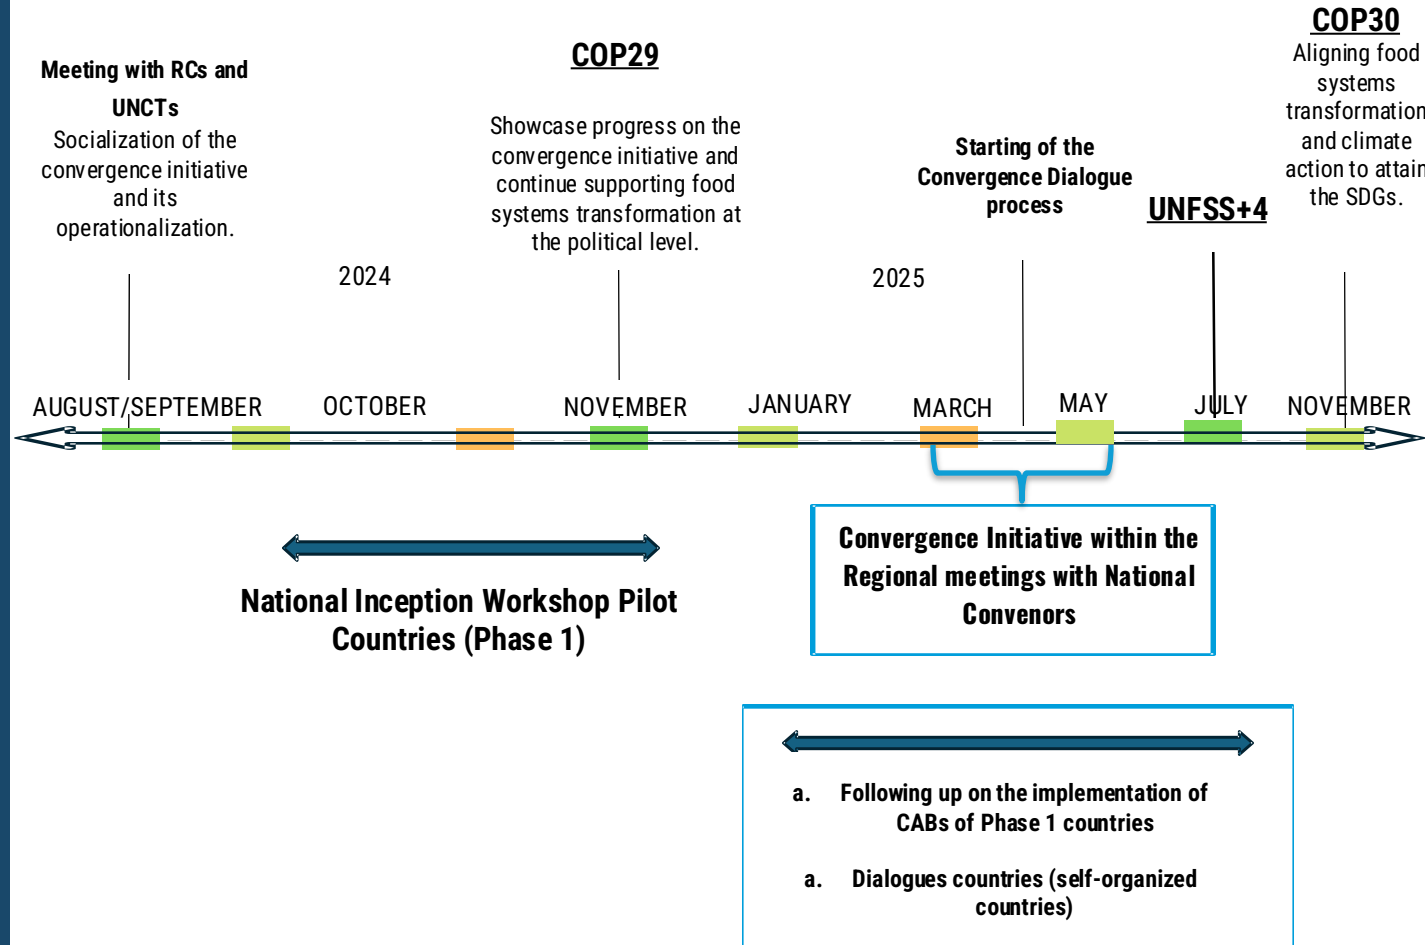 Meeting with RCs and
UNCTs
Socialization of the
convergence initiative
and its
operationalization.
COP29
Showcase progress on the
convergence initiative and
continue supporting food
systems transformation at
the political level.
Starting of the
Convergence Dialogue
process
UNFSS+4
COP30
Aligning food
systems
transformation
and climate
action to attain
the SDGs.
2024
2025
AUGUST/SEPTEMBER
OCTOBER
NOVEMBER
JANUARY
MARCH
MAY
JULY
NOVEMBER
National Inception Workshop Pilot
Countries (Phase 1)
Convergence Initiative within the
Regional meetings with National
Convenors
a. Following up on the implementation of
CABs of Phase 1 countries
a. Dialogues countries (self-organized
countries)